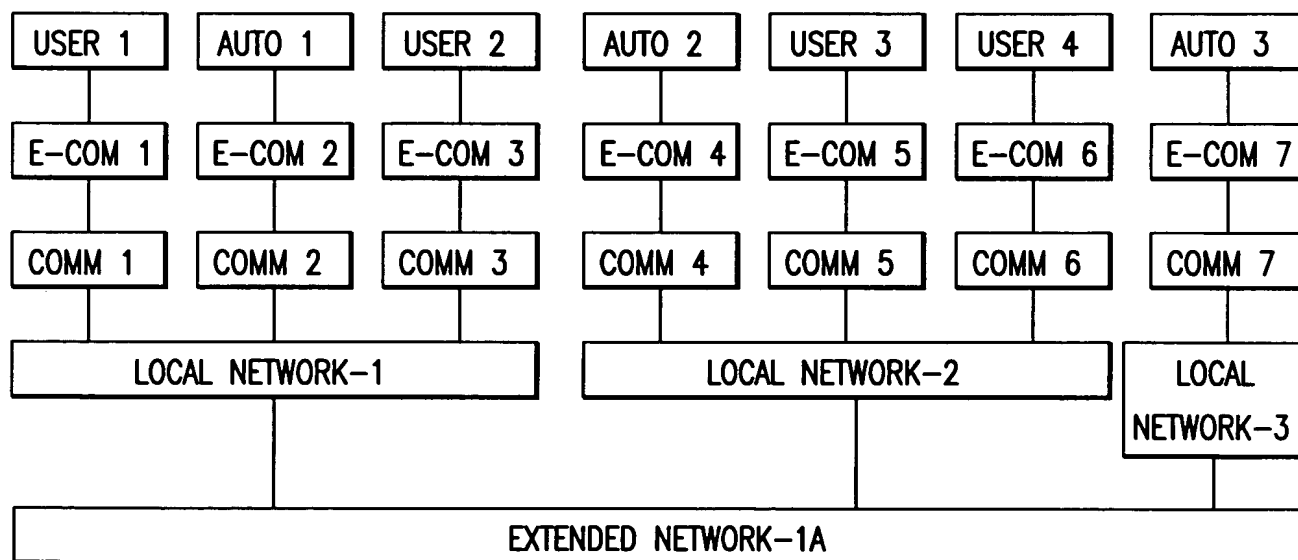 USER 1
AUTO 1
USER 2
AUTO 2
USER 3
USER 4
AUTO 3
E-COM 1
E-COM 2
E-COM 3
E-COM 4
E-COM 5
E-COM 6
E-COM 7
COMM 1
COMM 2
COMM 3
COMM 4
COMM 5
COMM 6
COMM 7
LOCAL NETWORK-1
LOCAL NETWORK-2
LOCAL
NETWORK-3
EXTENDED NETWORK-1A